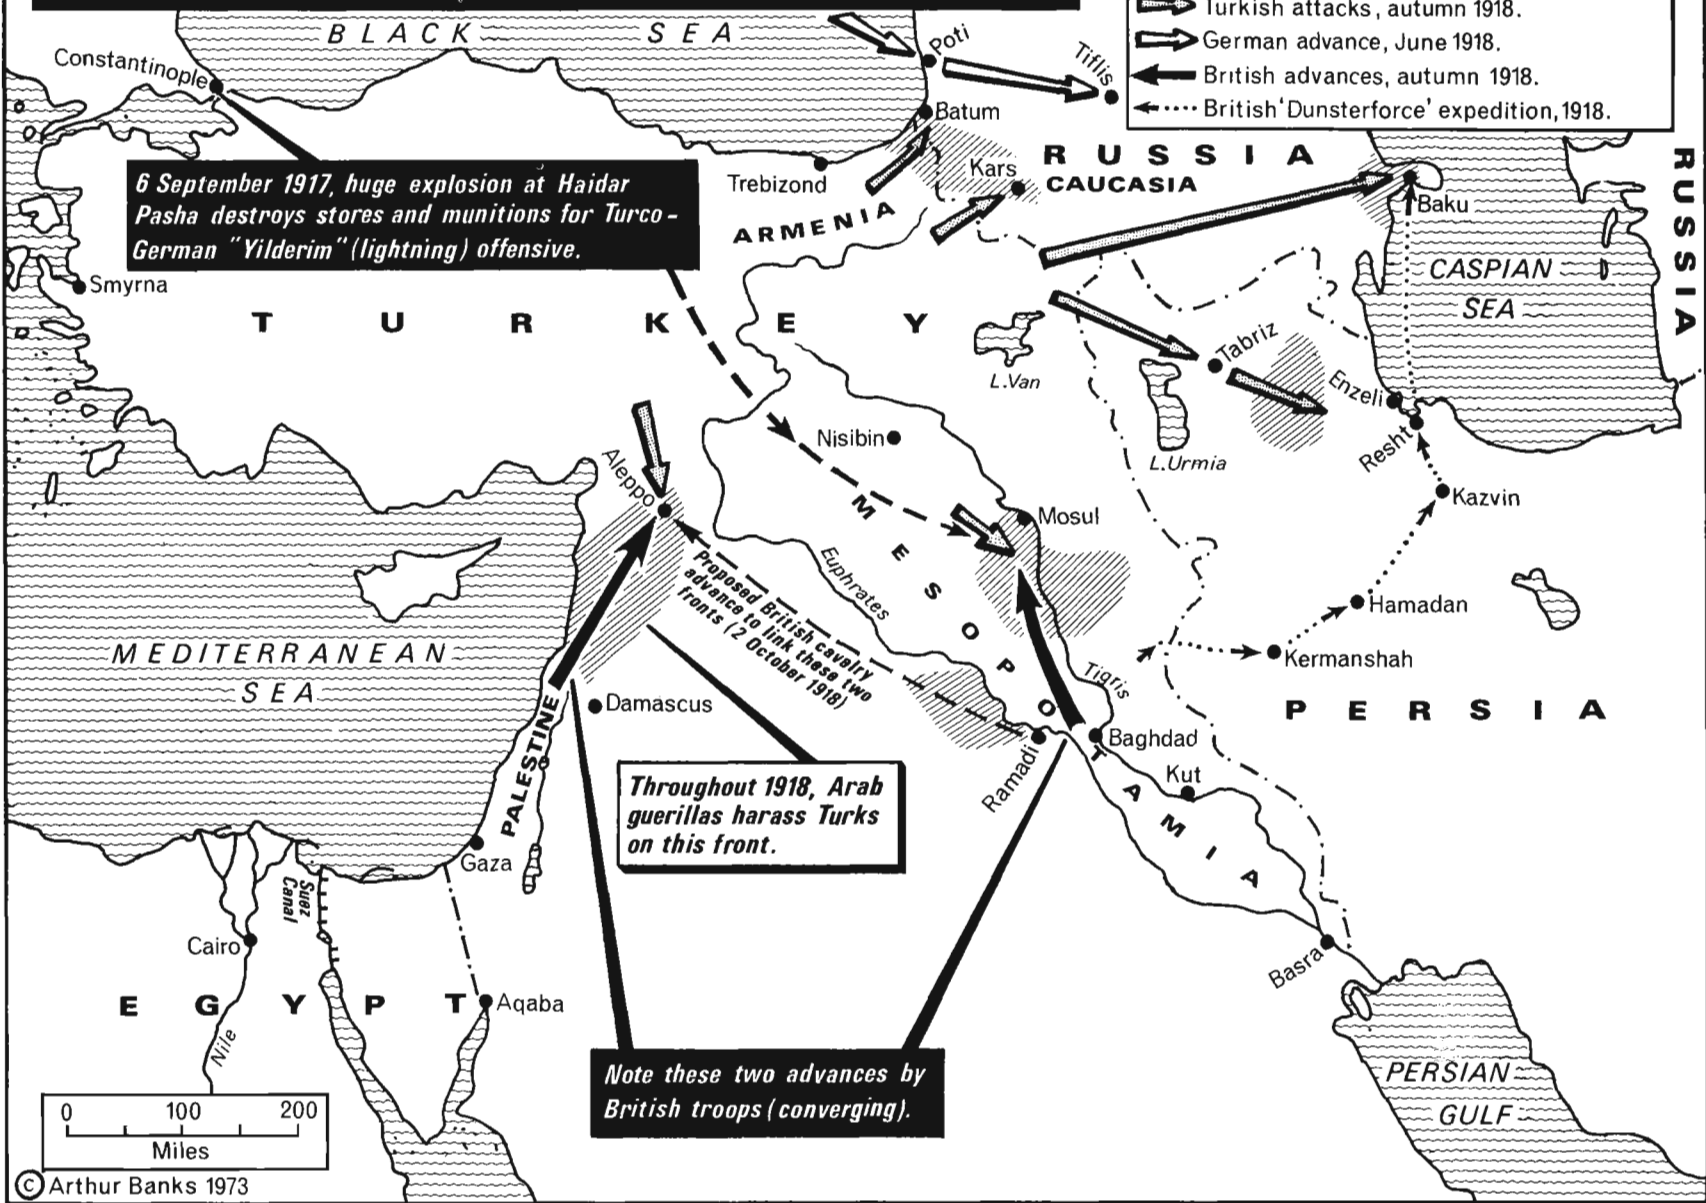 Turkish attacks, autumn 1918.
German advance, June 1918.
British advances, autumn 1918.
British 'Dunsterforce' expedition, 1918.
BLACK SEA
Constantinople
Poti
Tiflis
Batum
Trebizond
Kars
RUSSIA
CAUCASIA
RUSSIA
ARMENIA
Baku
6 September 1917, huge explosion at Haidar
Pasha destroys stores and munitions for Turco-
German "Yilderim" (lightning) offensive.
Smyrna
TURKEY
CASPIAN
SEA
L.Van
Tabriz
L.Urmia
Enzeli
Resht
Kazvin
Nisibin
Aleppo
Mosul
MESOPOTAMIA
Euphrates
Proposed British cavalry
advance to link these two
fronts (2 October 1918)
Hamadan
Kermanshah
Tigris
PERSIA
MEDITERRANEAN
SEA
Damascus
PALESTINE
Baghdad
Ramadi
Kut
Throughout 1918, Arab
guerillas harass Turks
on this front.
Gaza
Suez
Canal
Cairo
Basra
EGYPT
Aqaba
Nile
Note these two advances by
British troops (converging).
PERSIAN
GULF
0 100 200
Miles
© Arthur Banks 1973